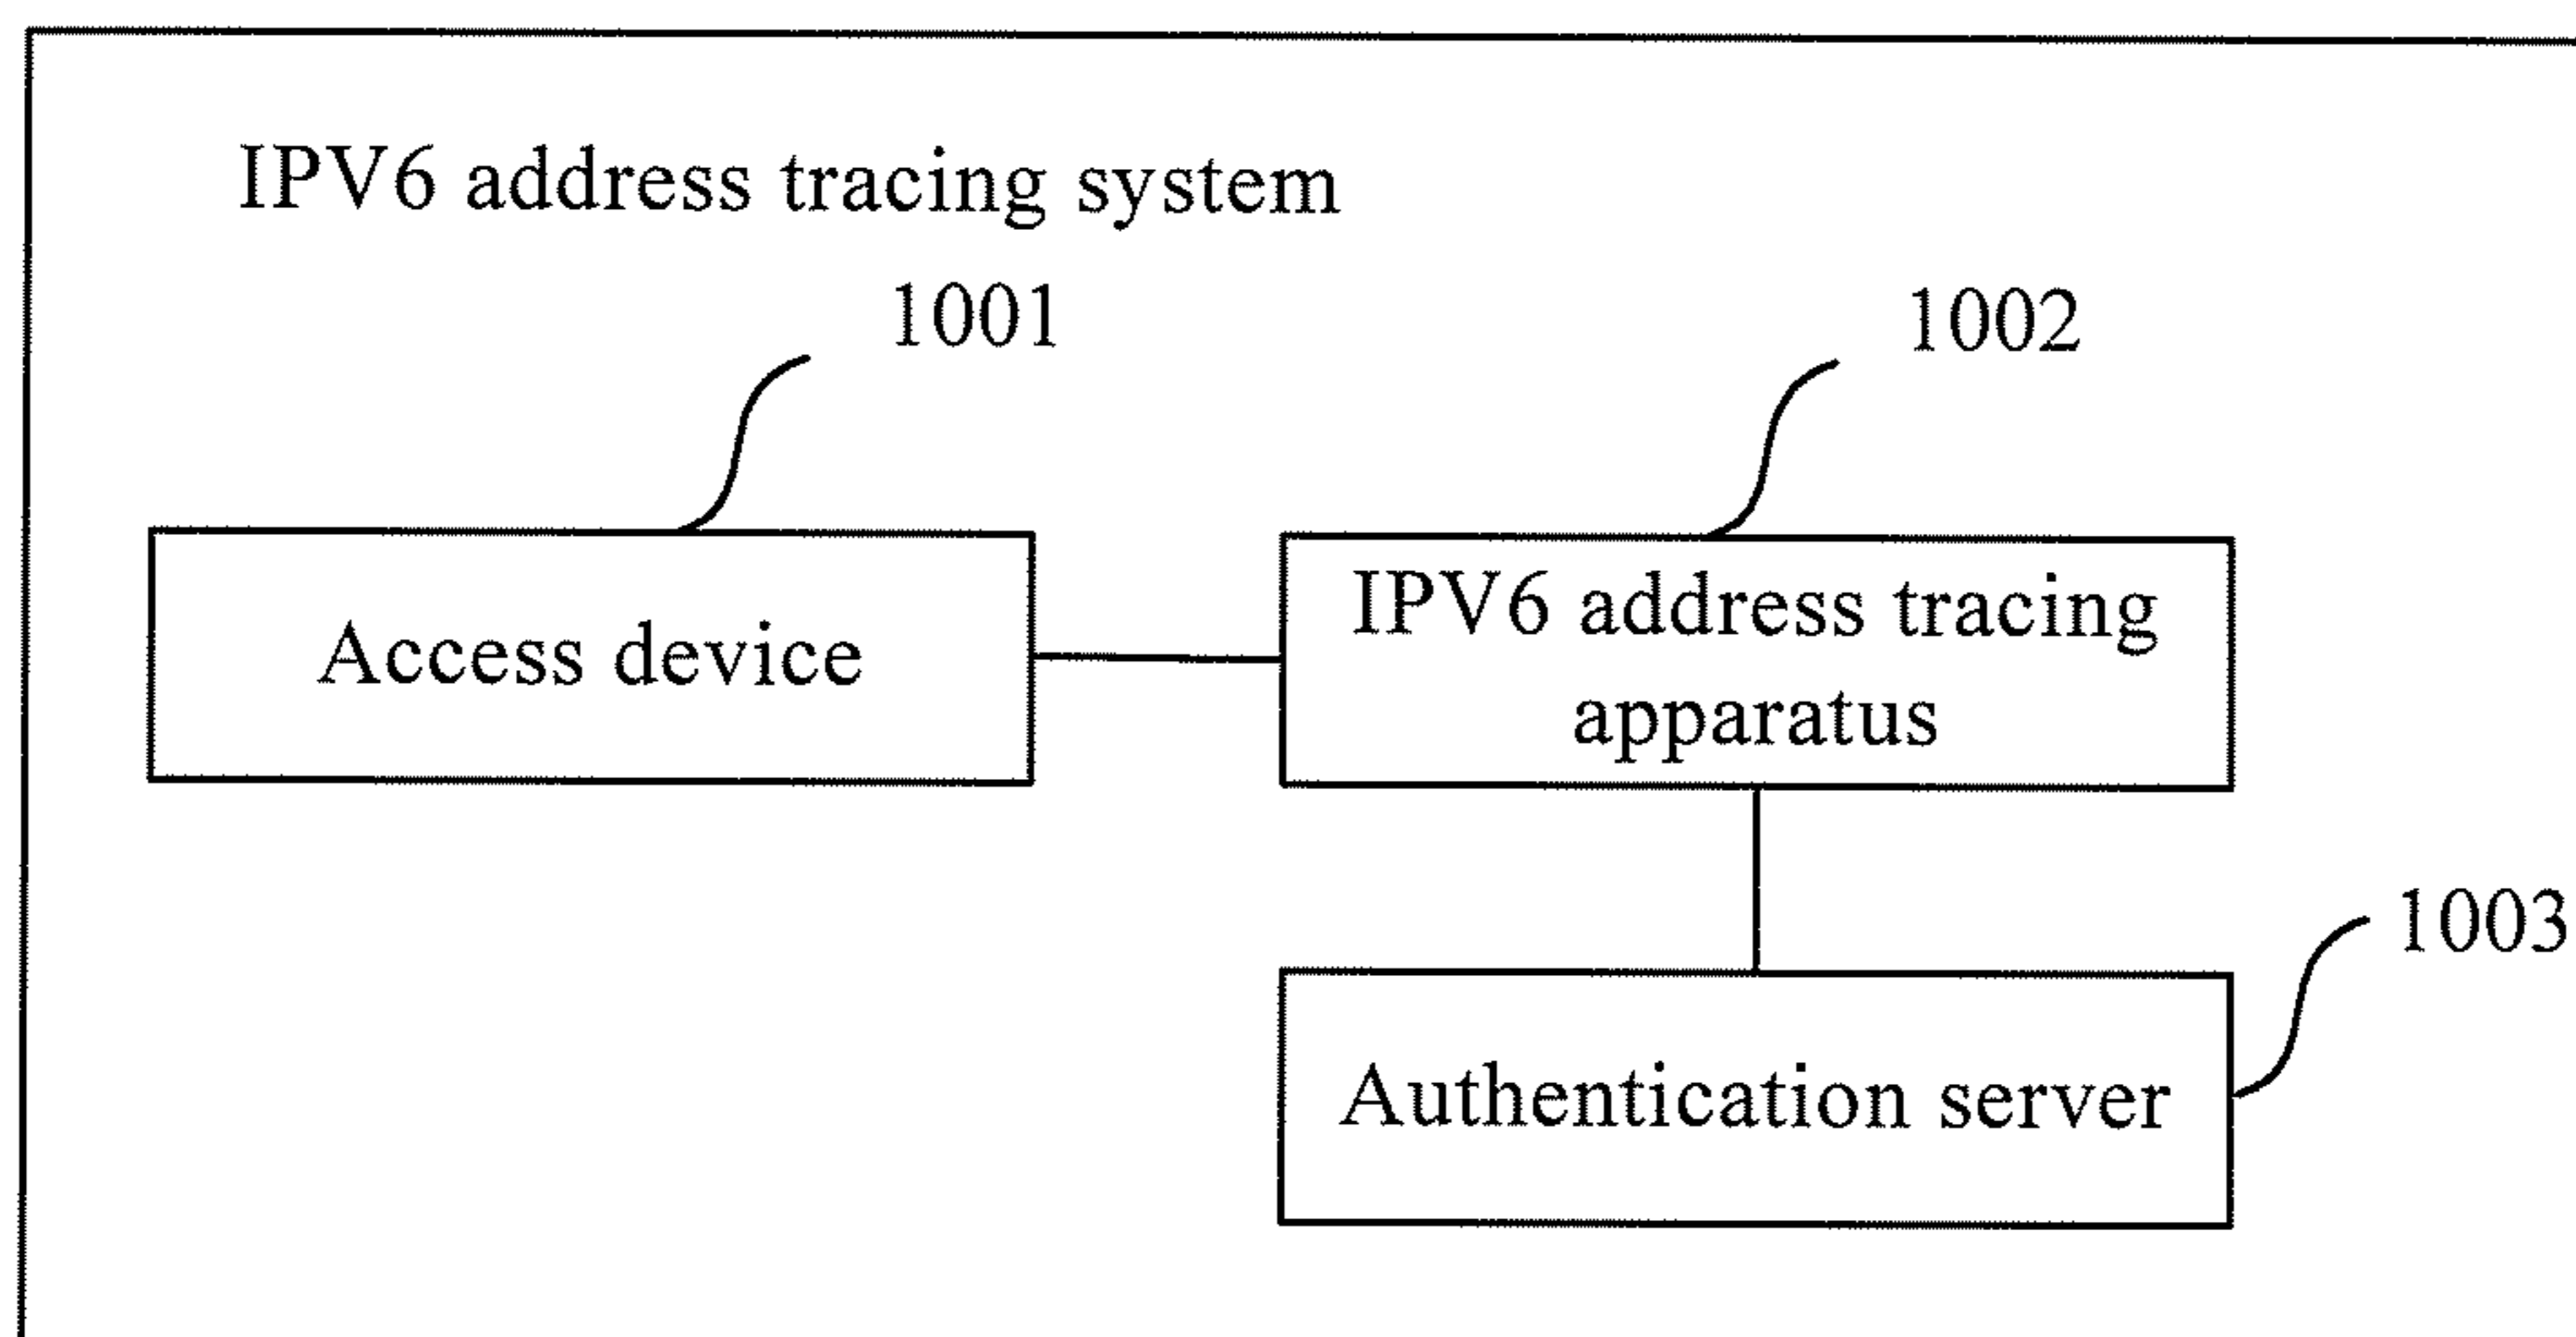 IPV6 address tracing system
1001
1002
Access device
IPV6 address tracing
apparatus
1003
Authentication server